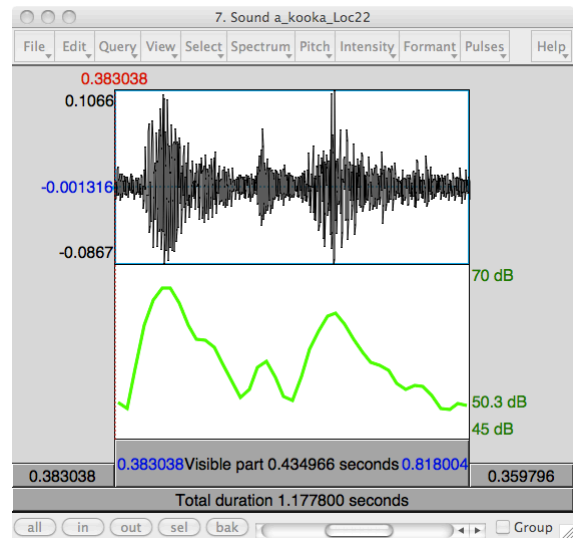 7. Sound a_kooka_Loc22
File Edit Query View Select Spectrum Pitch Intensity Formant Pulses Help
0.383038
0.1066
-0.001316
-0.0867
70 dB
50.3 dB
45 dB
0.383038 Visible part 0.434966 seconds 0.818004
0.383038 0.359796
Total duration 1.177800 seconds
all in out sel bak Group